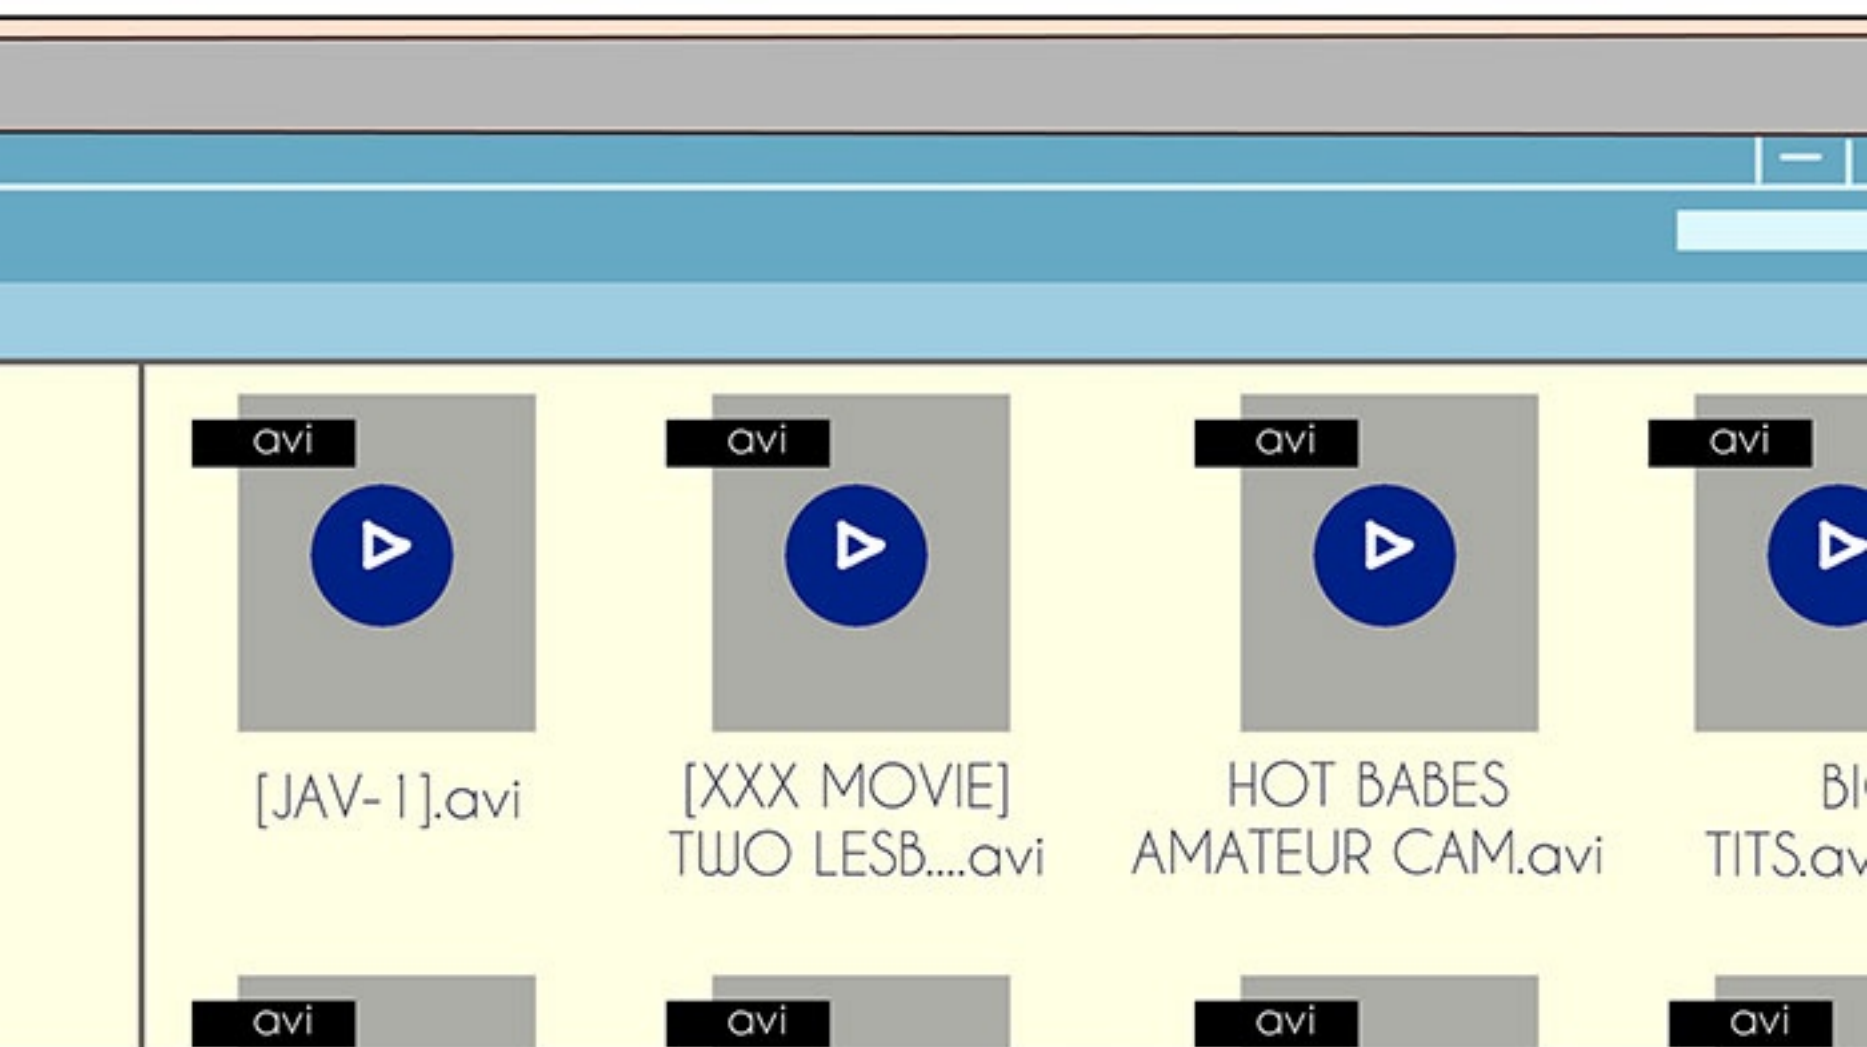 avi avi avi avi
[JAV-1].avi [XXX MOVIE] HOT BABES
TWO LESB....avi AMATEUR CAM.avi TITS.av
avi avi avi avi